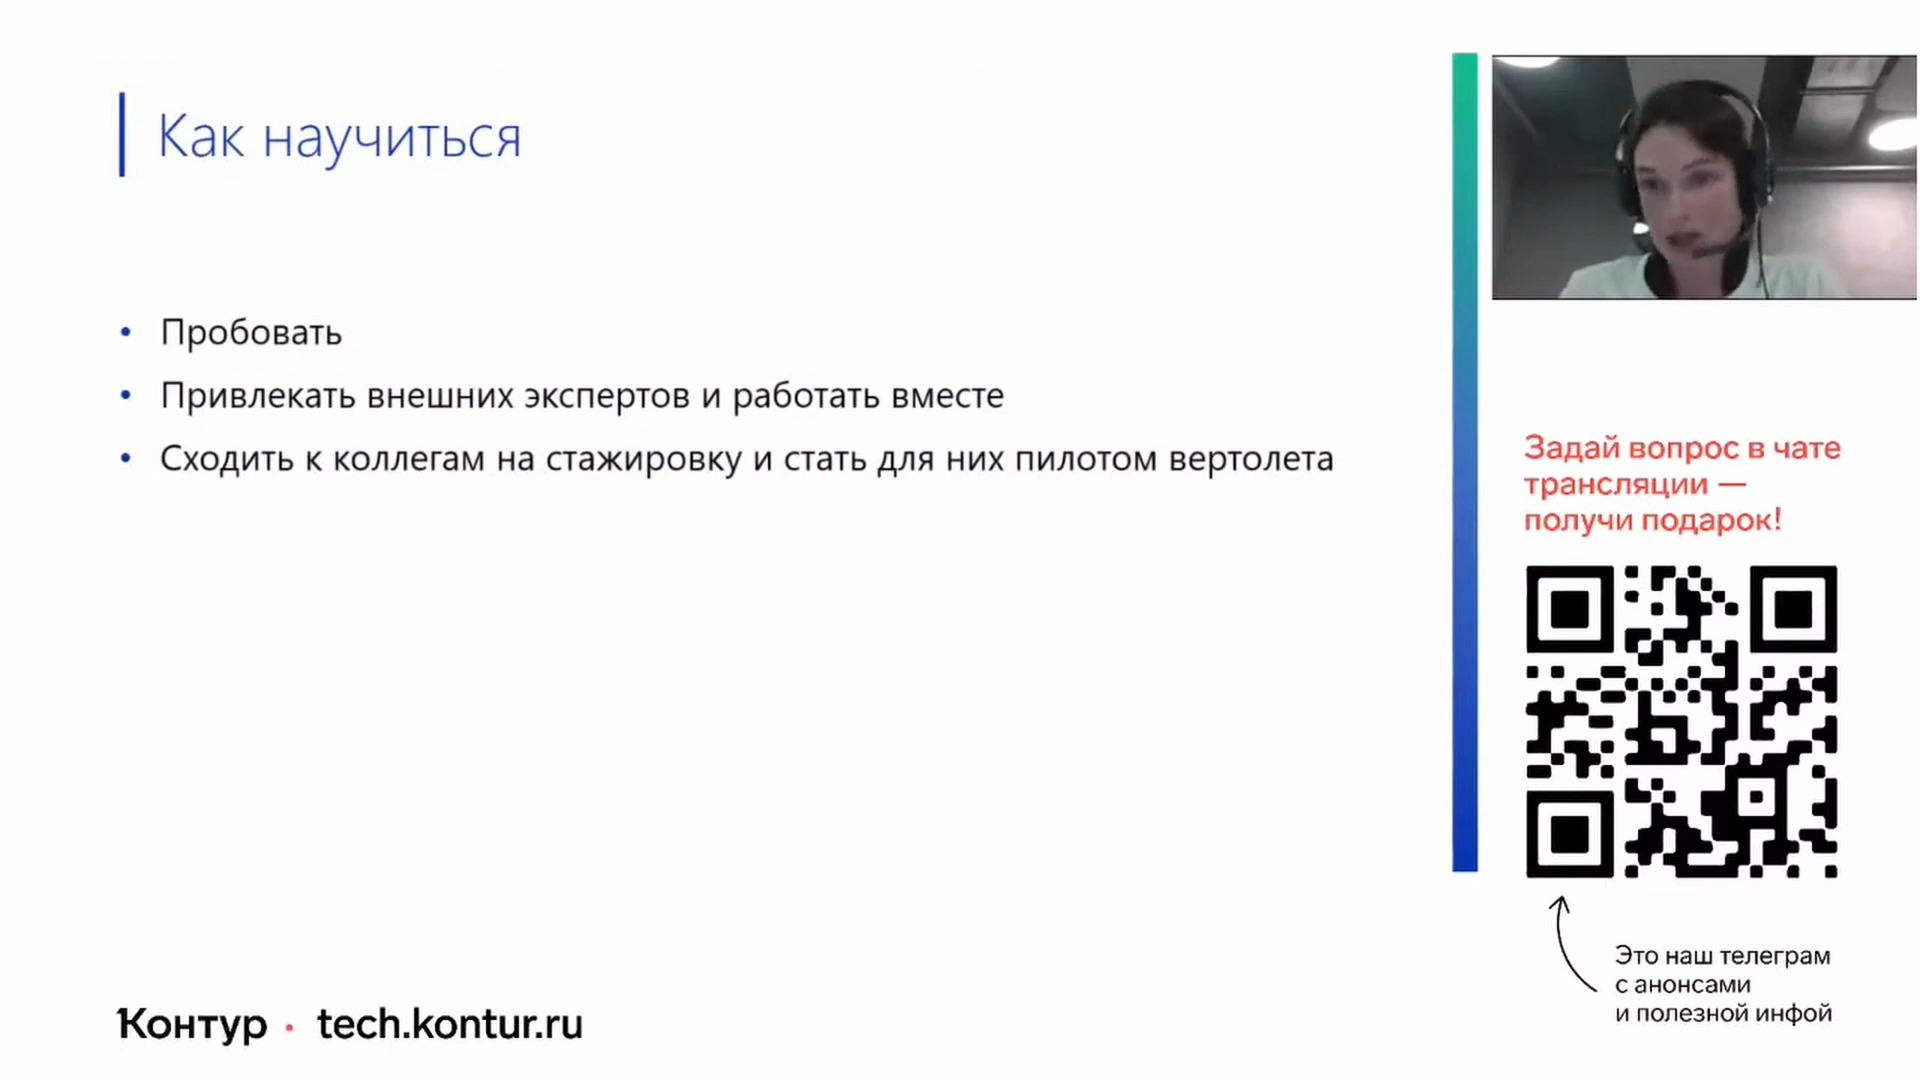 Как научиться
Пробовать
Привлекать внешних экспертов и работать вместе
Сходить к коллегам на стажировку и стать для них пилотом вертолета
Задай вопрос в чате
трансляции —
получи подарок!
Это наш телеграм
с анонсами
и полезной инфой
Контур · tech.kontur.ru